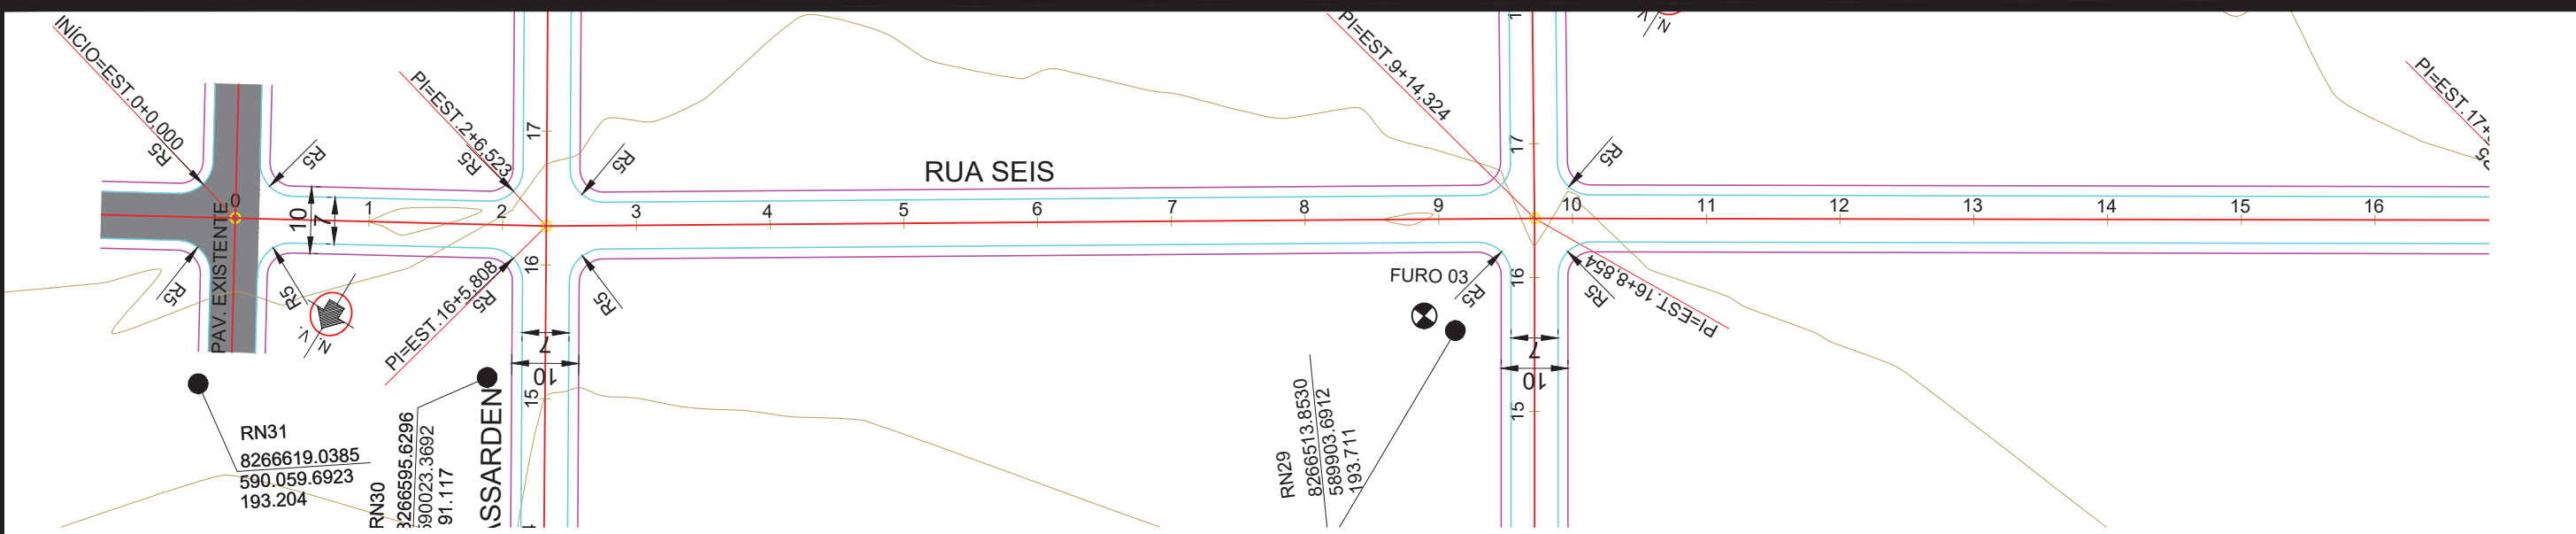 INÍCIO=EST.0+0,000
R5
R5
PI=EST.2+6,523
R5
R5
17
RUA SEIS
PI=EST.9+14,324
1
17
R5
N.
V.
PI=EST.17+
0
10
7
1
2
3
4
5
6
7
8
9
10
11
12
13
14
15
16
PAV. EXISTENTE
R5
R5
N.
V.
PI=EST.16+5,808
R5
R5
16
7
10
15
FURO 03
R5
16
R5
PI=EST.16+8,854
7
10
15
RN31
8266619.0385
590.059.6923
193.204
RN30
8266595.6296
590023.3692
91.117
ASSARDEN
RN29
8266513.8530
589903.6912
193.711